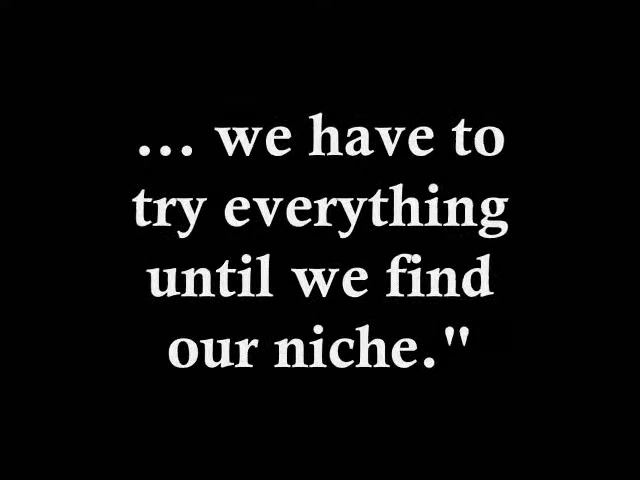 ... we have to
try everything
until we find
our niche."